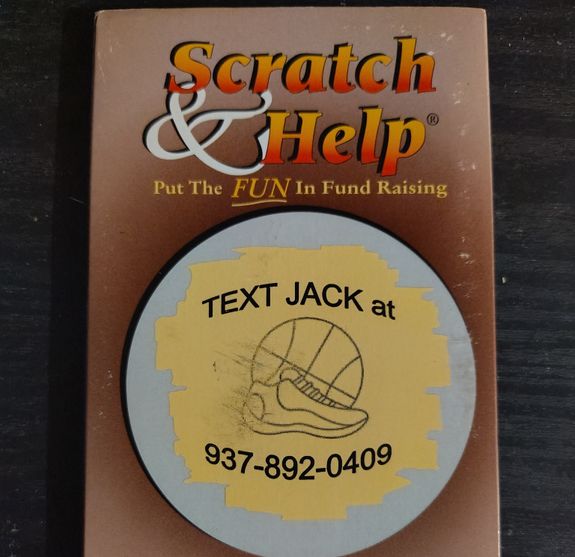 Scratch
& Help®
Put The FUN In Fund Raising
TEXT JACK at
937-892-0409